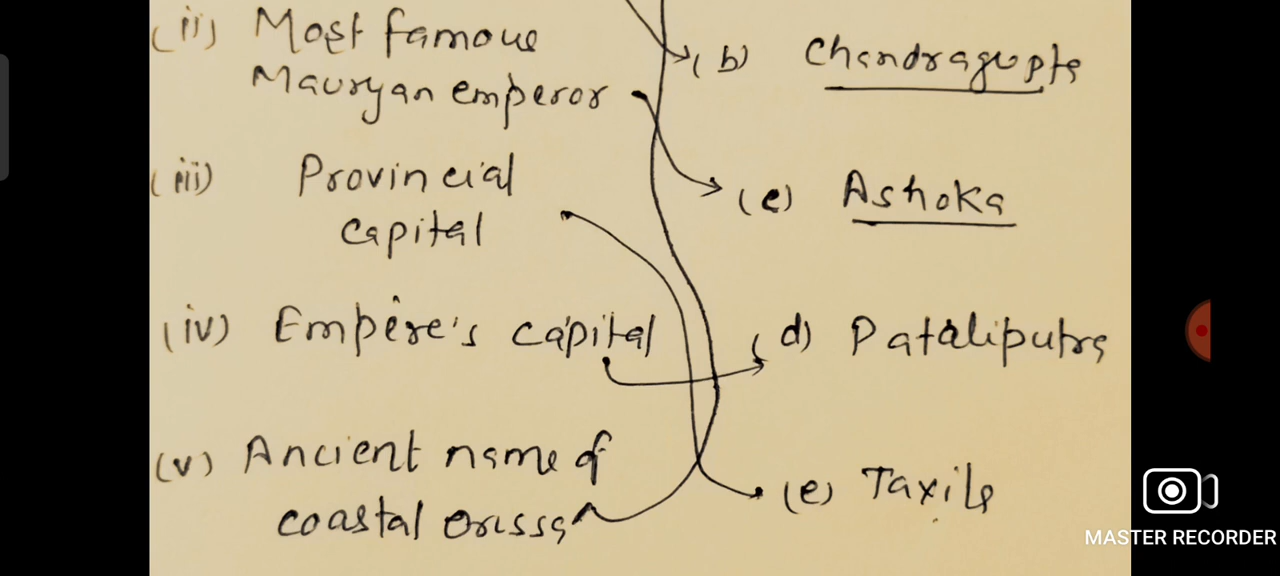 (ii) Most famous
Mauryan emperor
(b) Chandragupta
(iii) Provincial
capital
(c) Ashoka
(iv) Empire's capital
(d) Pataliputra
(v) Ancient name of
coastal Orissa
(e) Taxila
MASTER RECORDER